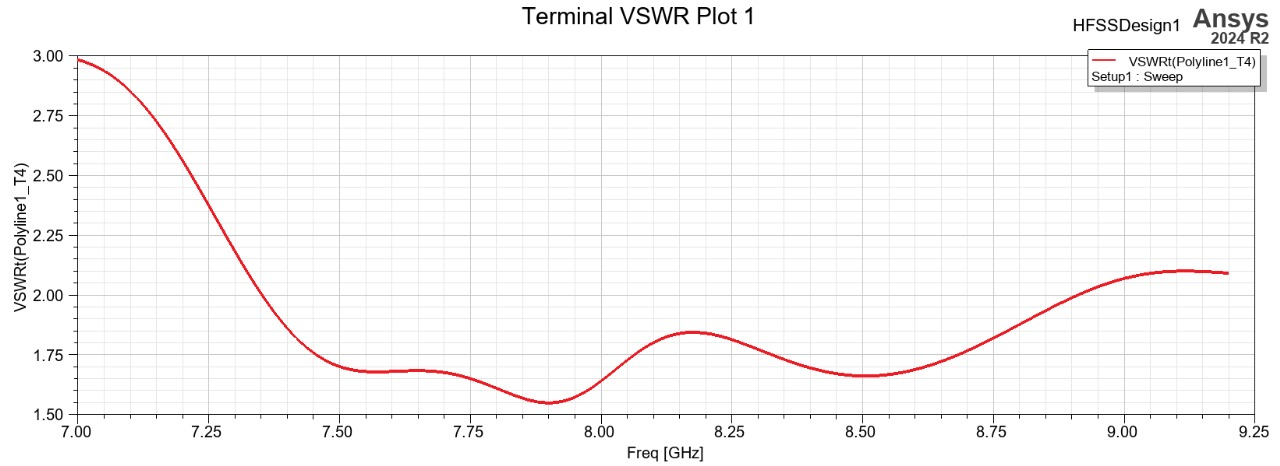 Terminal VSWR Plot 1
HFSSDesign1
Ansys
2024 R2
VSWRt(Polyline1_T4)
Setup1 : Sweep
VSWRt(Polyline1_T4)
3.00
2.75
2.50
2.25
2.00
1.75
1.50
7.00 7.25 7.50 7.75 8.00 8.25 8.50 8.75 9.00 9.25
Freq [GHz]